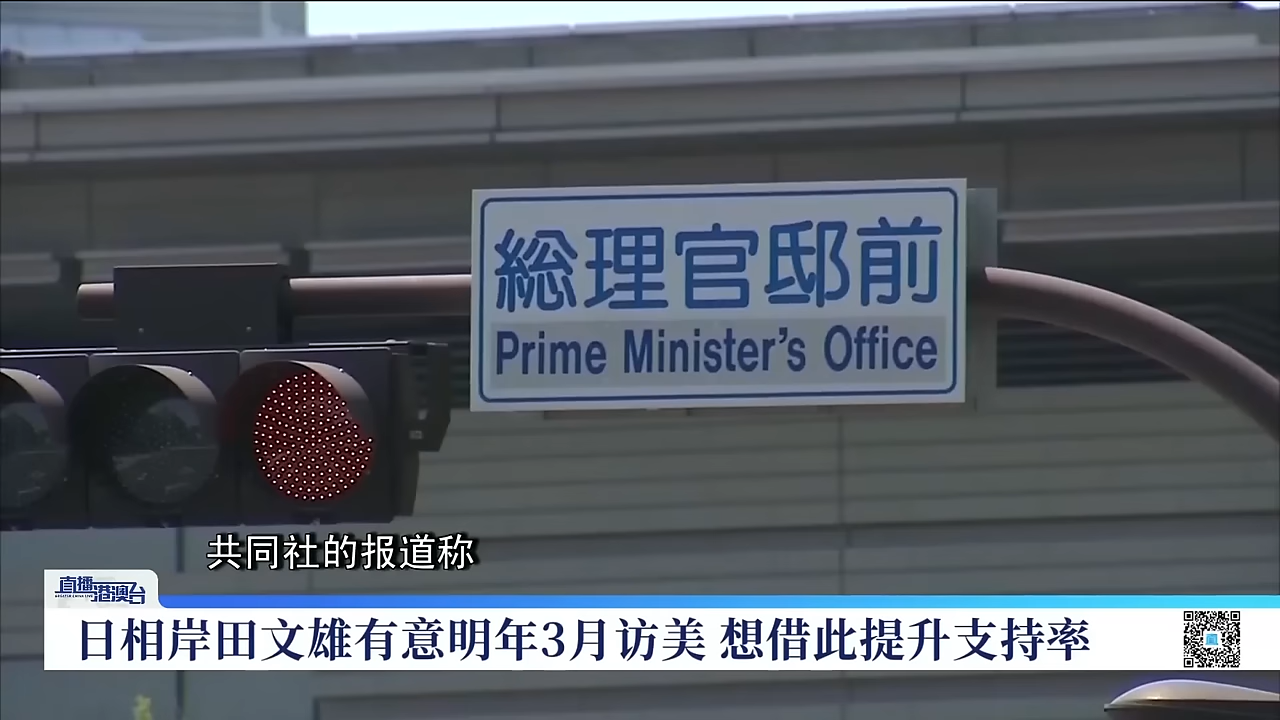 総理官邸前
Prime Minister's Office
共同社的报道称
直播港澳台
日相岸田文雄有意明年3月访美 想借此提升支持率